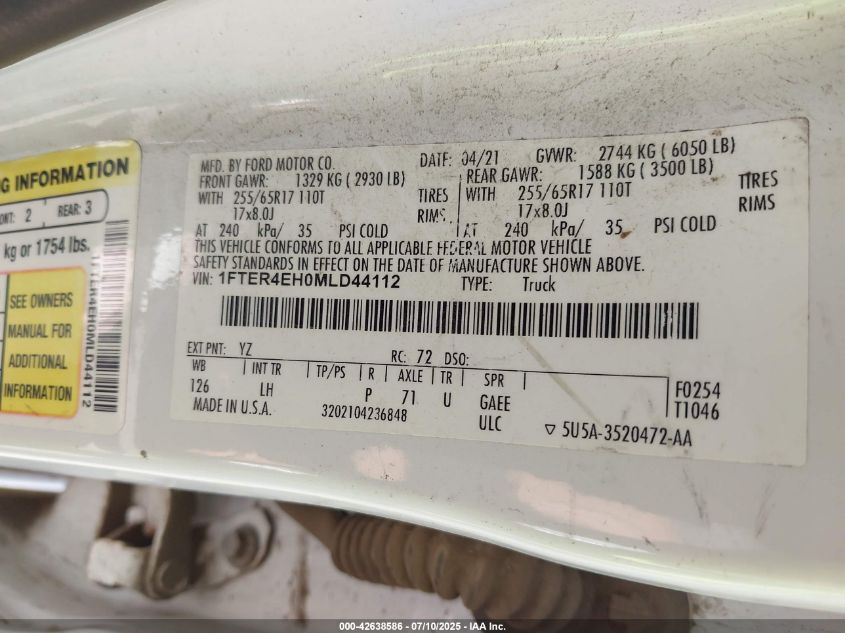 G INFORMATION
ONT: 2 REAR: 3
kg or 1754 lbs.
SEE OWNERS
MANUAL FOR
ADDITIONAL
INFORMATION
1FTER4EH0MLD44112
MFD. BY FORD MOTOR CO. DATE: 04/21 GVWR: 2744 KG ( 6050 LB)
FRONT GAWR: 1329 KG ( 2930 LB) REAR GAWR: 1588 KG ( 3500 LB)
WITH 255/65R17 110T TIRES WITH 255/65R17 110T TIRES
17x8.0J RIMS 17x8.0J RIMS
AT 240 kPa/ 35 PSI COLD AT 240 kPa/ 35 PSI COLD
THIS VEHICLE CONFORMS TO ALL APPLICABLE FEDERAL MOTOR VEHICLE
SAFETY STANDARDS IN EFFECT ON THE DATE OF MANUFACTURE SHOWN ABOVE.
VIN: 1FTER4EH0MLD44112 TYPE: Truck
EXT PNT: YZ RC: 72 DSO:
WB INT TR TP/PS R AXLE TR SPR
126 LH P 71 U GAEE F0254
MADE IN U.S.A. 3202104236848 ULC T1046
▽ 5U5A-3520472-AA
000-42638586 - 07/10/2025 - IAA Inc.